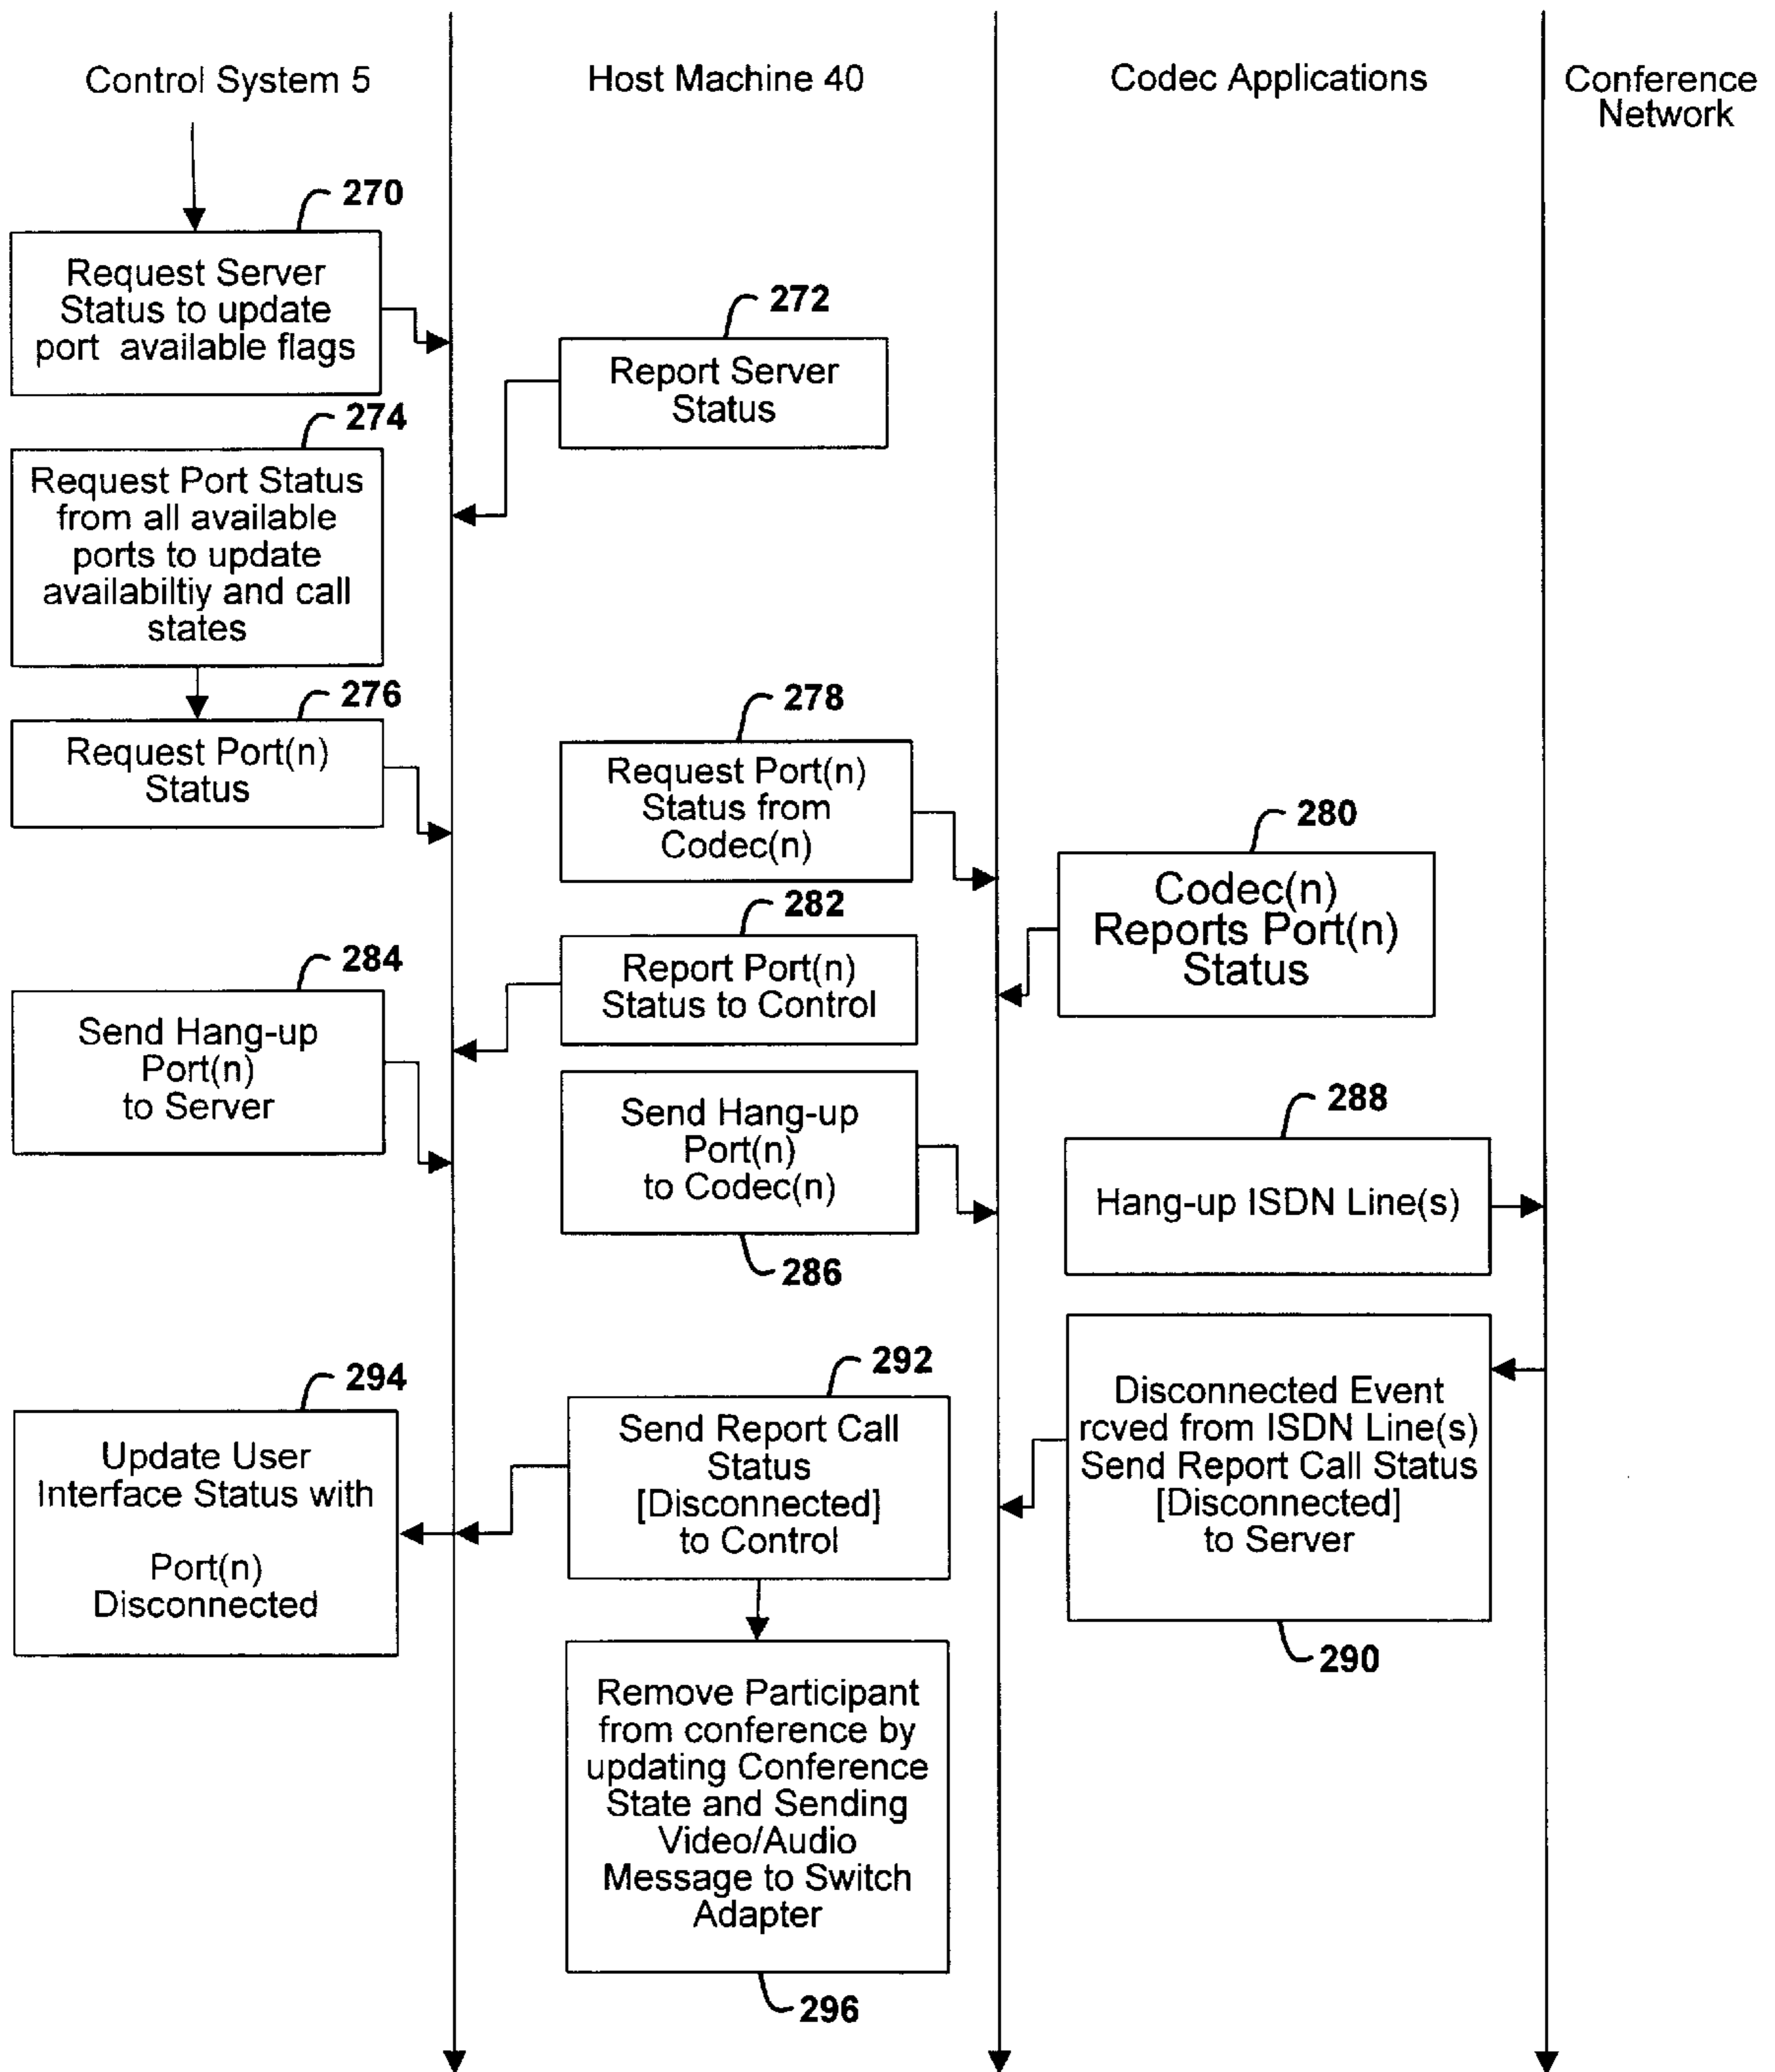 Control System 5
Host Machine 40
Codec Applications
Conference
Network
270
Request Server
Status to update
port available flags
272
Report Server
Status
274
Request Port Status
from all available
ports to update
availabiltiy and call
states
276
Request Port(n)
Status
278
Request Port(n)
Status from
Codec(n)
280
Codec(n)
Reports Port(n)
Status
282
Report Port(n)
Status to Control
284
Send Hang-up
Port(n)
to Server
Send Hang-up
Port(n)
to Codec(n)
286
288
Hang-up ISDN Line(s)
Disconnected Event
rcved from ISDN Line(s)
Send Report Call Status
[Disconnected]
to Server
290
292
Send Report Call
Status
[Disconnected]
to Control
294
Update User
Interface Status with
Port(n)
Disconnected
Remove Participant
from conference by
updating Conference
State and Sending
Video/Audio
Message to Switch
Adapter
296